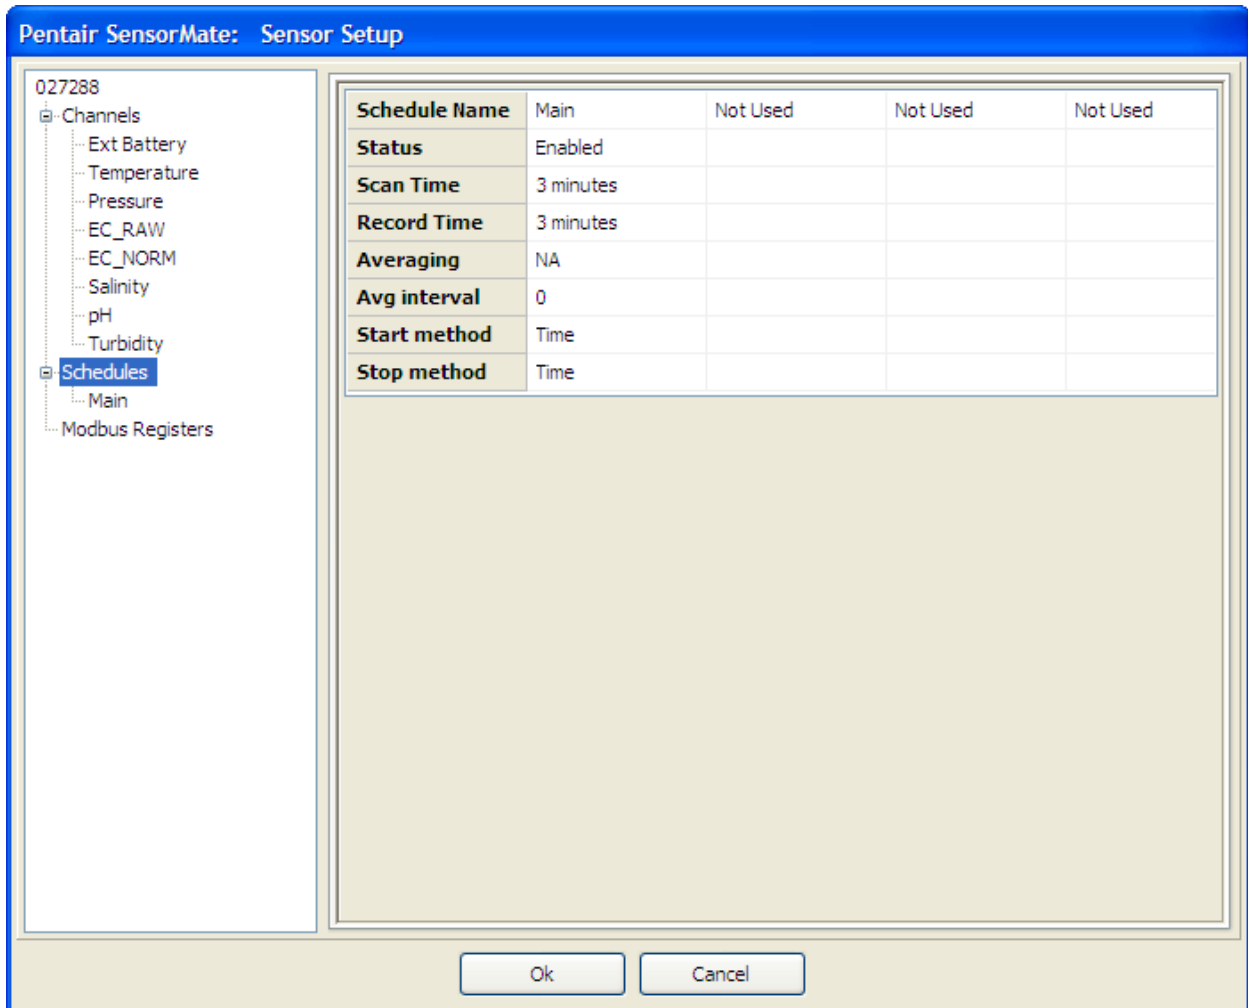 Pentair SensorMate: Sensor Setup
027288
Channels
Ext Battery
Temperature
Pressure
EC_RAW
EC_NORM
Salinity
pH
Turbidity
Schedules
Main
Modbus Registers
Schedule Name Main Not Used Not Used Not Used
Status Enabled
Scan Time 3 minutes
Record Time 3 minutes
Averaging NA
Avg interval 0
Start method Time
Stop method Time
Ok Cancel